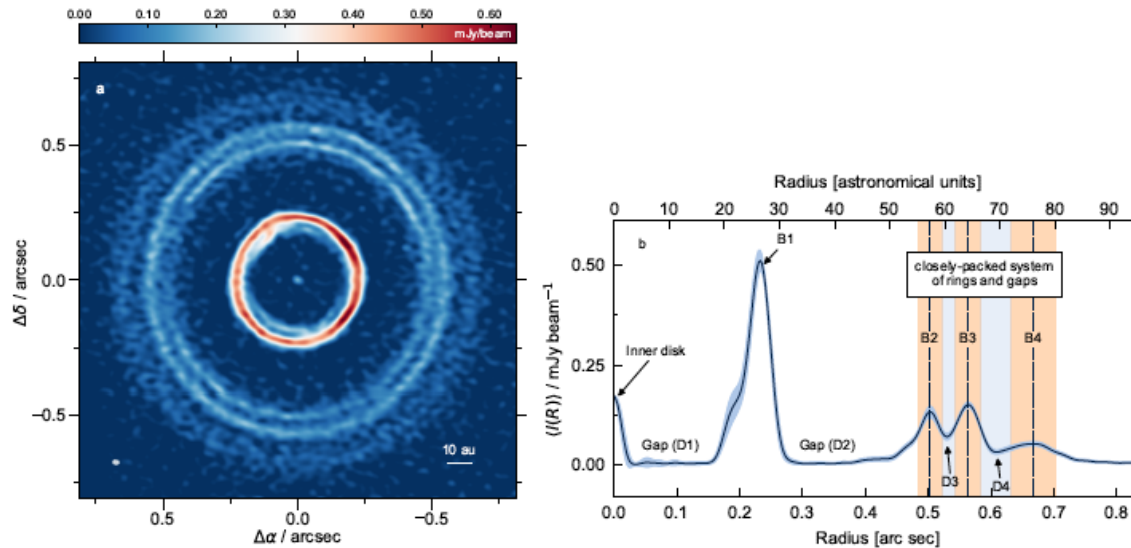 0.00 0.10 0.20 0.30 0.40 0.50 0.60
mJy/beam
a
0.5
0.0
−0.5
Δδ / arcsec
10 au
0.5 0.0 −0.5
Δα / arcsec
Radius [astronomical units]
0 10 20 30 40 50 60 70 80 90
b
B1
closely-packed system
of rings and gaps
0.50
0.25
0.00
⟨I(R)⟩ / mJy beam⁻¹
B2 B3 B4
Inner disk
Gap (D1) Gap (D2)
D3 D4
0.0 0.1 0.2 0.3 0.4 0.5 0.6 0.7 0.8
Radius [arc sec]